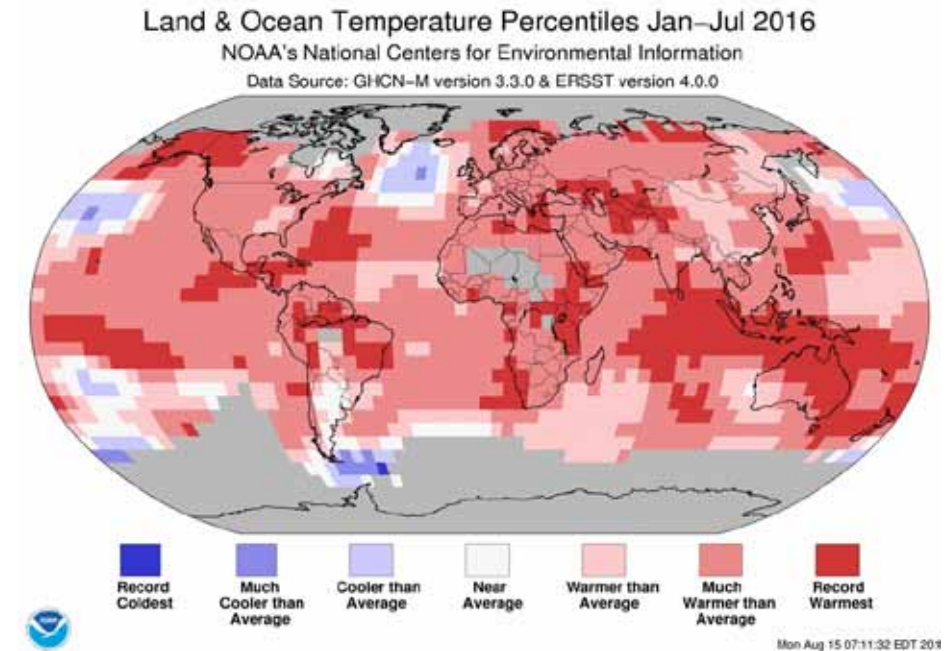 Land & Ocean Temperature Percentiles Jan–Jul 2016
NOAA's National Centers for Environmental Information
Data Source: GHCN–M version 3.3.0 & ERSST version 4.0.0
Record
Coldest
Much
Cooler than
Average
Cooler than
Average
Near
Average
Warmer than
Average
Much
Warmer than
Average
Record
Warmest
Mon Aug 15 07:11:32 EDT 201